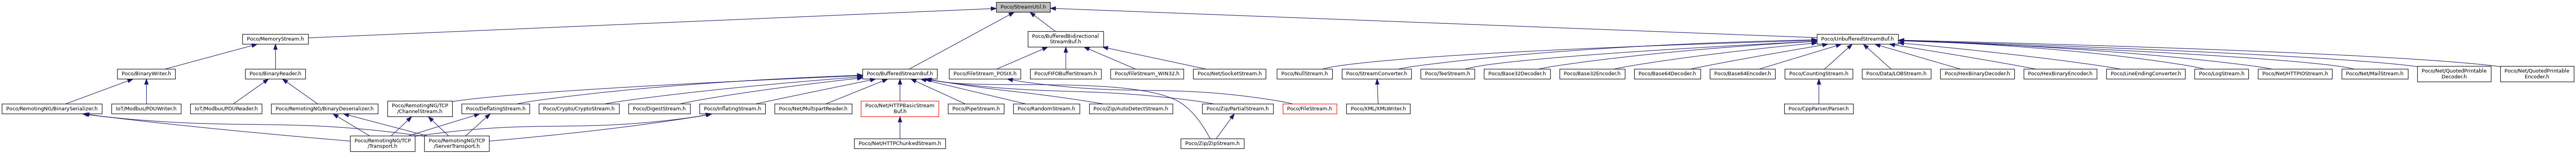 Poco/StreamUtil.h
Poco/MemoryStream.h
Poco/BufferedBidirectional
StreamBuf.h
Poco/UnbufferedStreamBuf.h
Poco/BinaryWriter.h
Poco/BinaryReader.h
Poco/BufferedStreamBuf.h
Poco/FileStream_POSIX.h
Poco/FIFOBufferStream.h
Poco/FileStream_WIN32.h
Poco/Net/SocketStream.h
Poco/NullStream.h
Poco/StreamConverter.h
Poco/TeeStream.h
Poco/Base32Decoder.h
Poco/Base32Encoder.h
Poco/Base64Decoder.h
Poco/Base64Encoder.h
Poco/CountingStream.h
Poco/Data/LOBStream.h
Poco/HexBinaryDecoder.h
Poco/HexBinaryEncoder.h
Poco/LineEndingConverter.h
Poco/LogStream.h
Poco/Net/HTTPIOStream.h
Poco/Net/MailStream.h
Poco/Net/QuotedPrintable
Decoder.h
Poco/Net/QuotedPrintable
Encoder.h
Poco/RemotingNG/BinarySerializer.h
IoT/Modbus/PDUWriter.h
IoT/Modbus/PDUReader.h
Poco/RemotingNG/BinaryDeserializer.h
Poco/RemotingNG/TCP
/ChannelStream.h
Poco/DeflatingStream.h
Poco/Crypto/CryptoStream.h
Poco/DigestStream.h
Poco/InflatingStream.h
Poco/Net/MultipartReader.h
Poco/Net/HTTPBasicStream
Buf.h
Poco/PipeStream.h
Poco/RandomStream.h
Poco/Zip/AutoDetectStream.h
Poco/Zip/PartialStream.h
Poco/FileStream.h
Poco/XML/XMLWriter.h
Poco/CppParser/Parser.h
Poco/RemotingNG/TCP
/Transport.h
Poco/RemotingNG/TCP
/ServerTransport.h
Poco/Net/HTTPChunkedStream.h
Poco/Zip/ZipStream.h